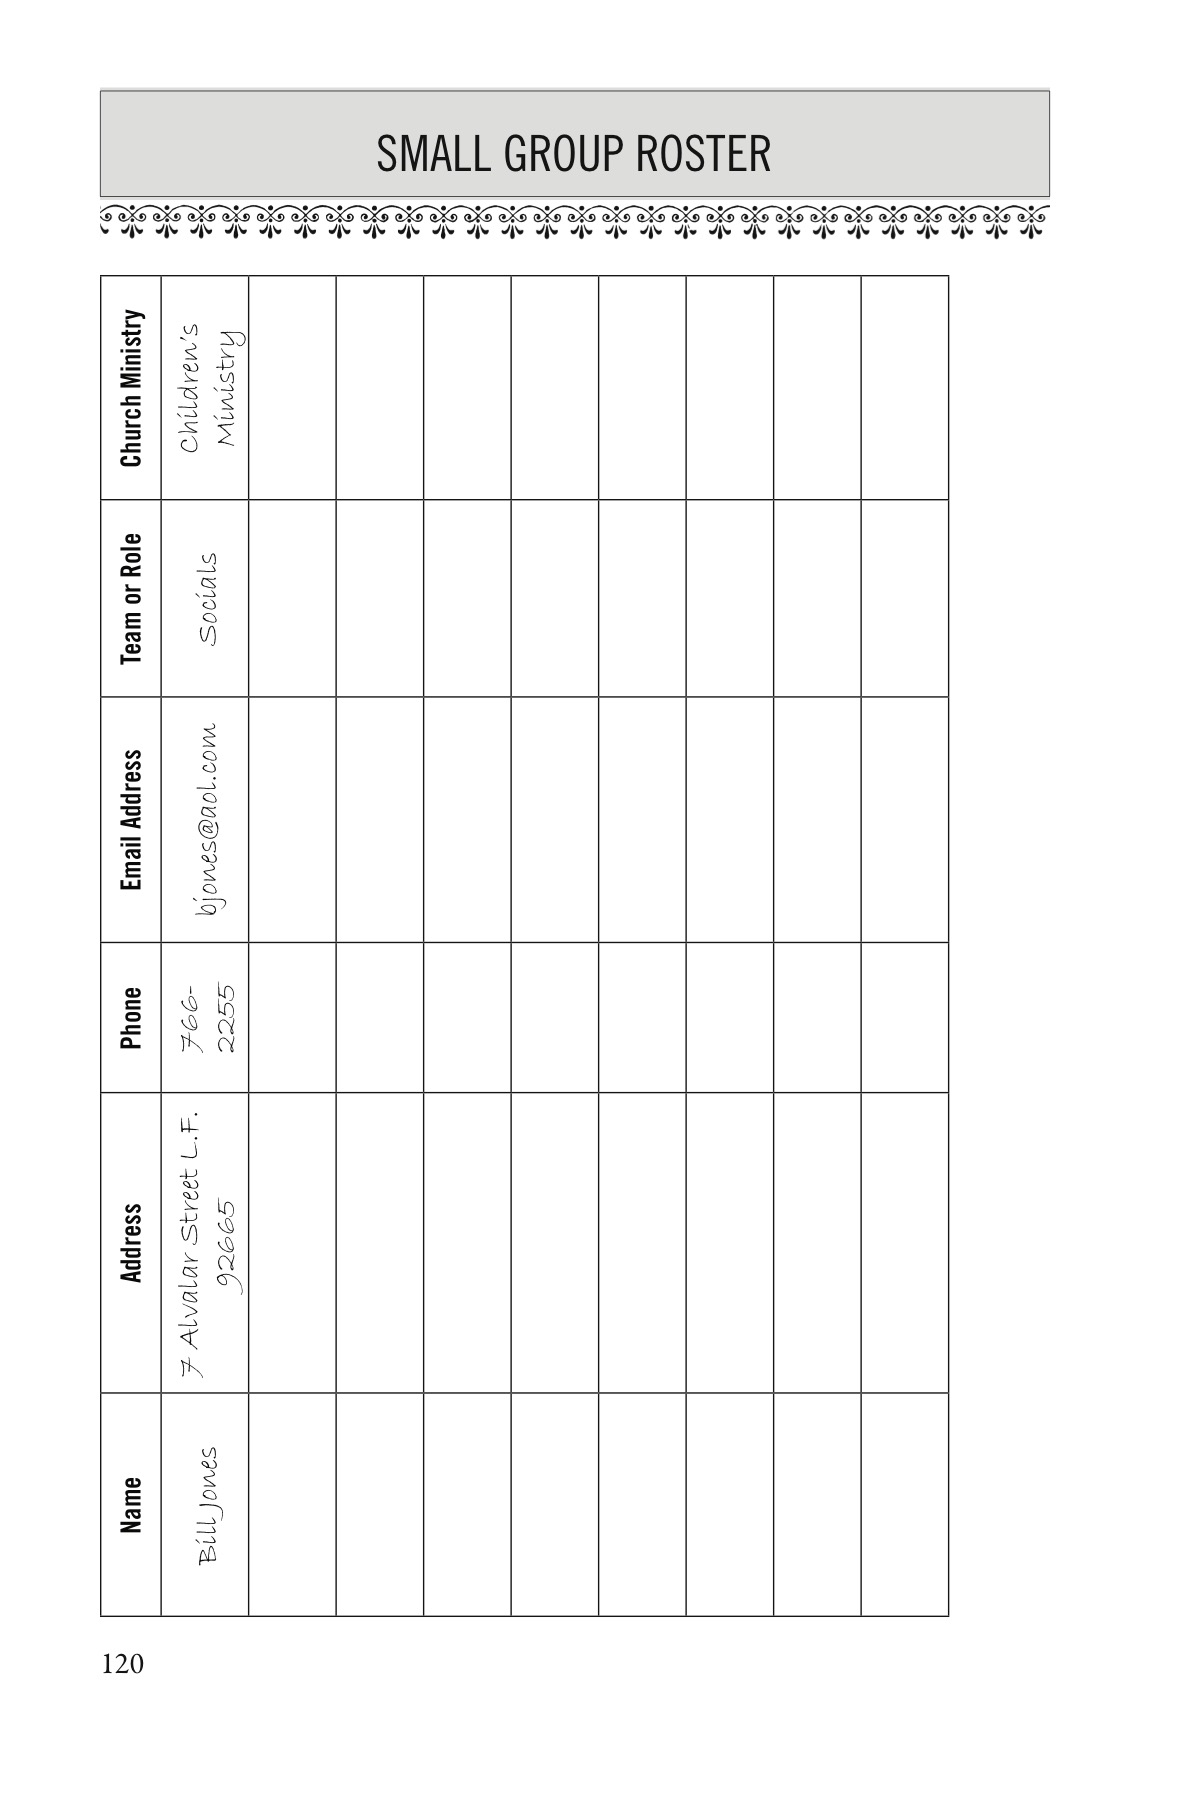 SMALL GROUP ROSTER
Name
Address
Phone
Email Address
Team or Role
Church Ministry
Bill Jones
7 Alvalar Street L.F.
92665
766-
2255
bjones@aol.com
Socials
Children's
Ministry
120